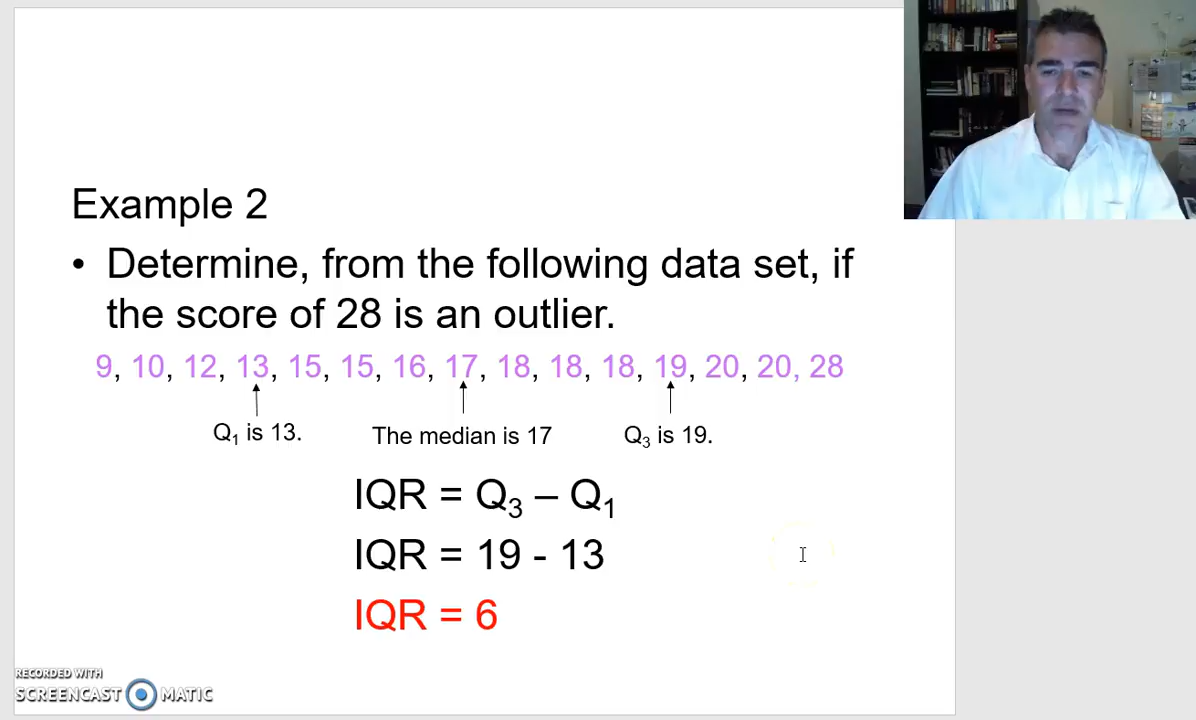 Example 2
• Determine, from the following data set, if
the score of 28 is an outlier.
9, 10, 12, 13, 15, 15, 16, 17, 18, 18, 18, 19, 20, 20, 28
Q₁ is 13. The median is 17 Q₃ is 19.
IQR = Q₃ – Q₁
IQR = 19 - 13
IQR = 6
RECORDED WITH
SCREENCAST MATIC